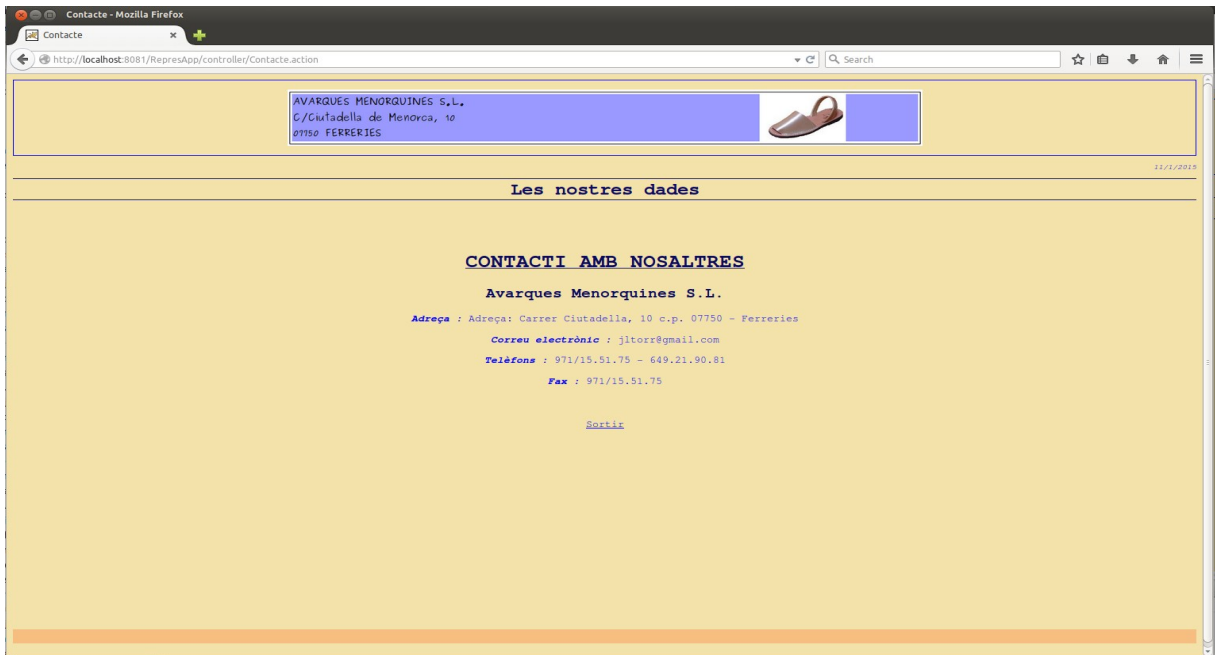 Contacte - Mozilla Firefox
Contacte
http://localhost:8081/RepresApp/controller/Contacte.action
Search
AVARQUES MENORQUINES S.L.
C/Ciutadella de Menorca, 10
07750 FERRERIES
11/1/2015
Les nostres dades
CONTACTI AMB NOSALTRES
Avarques Menorquines S.L.
Adreça : Adreça: Carrer Ciutadella, 10 c.p. 07750 - Ferreries
Correu electrònic : jltorr@gmail.com
Telèfons : 971/15.51.75 - 649.21.90.81
Fax : 971/15.51.75
Sortir